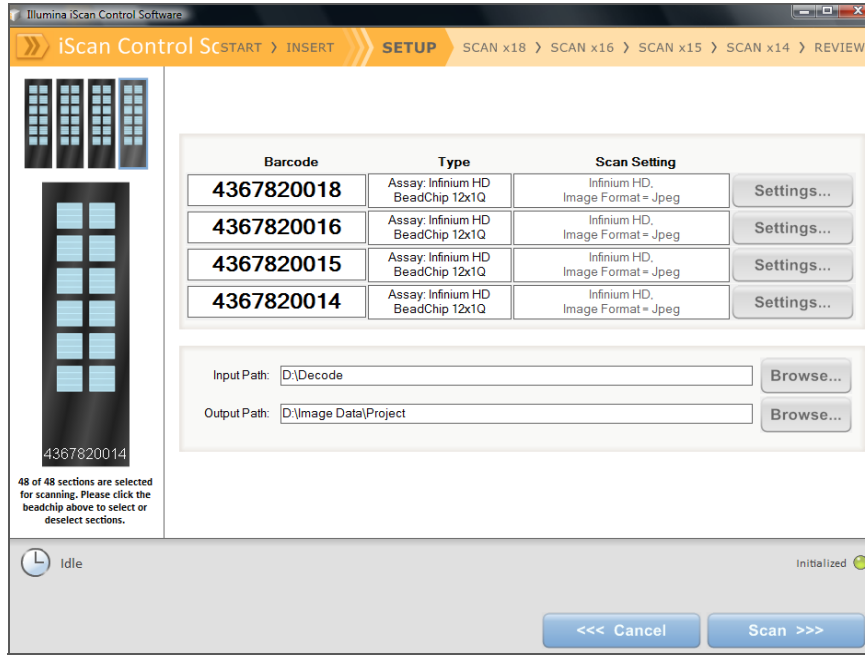 Illumina iScan Control Software
iScan Control Sc
START > INSERT SETUP SCAN x18 > SCAN x16 > SCAN x15 > SCAN x14 > REVIEW
Barcode Type Scan Setting
4367820018 Assay: Infinium HD BeadChip 12x1Q Infinium HD, Image Format = Jpeg Settings...
4367820016 Assay: Infinium HD BeadChip 12x1Q Infinium HD, Image Format = Jpeg Settings...
4367820015 Assay: Infinium HD BeadChip 12x1Q Infinium HD, Image Format = Jpeg Settings...
4367820014 Assay: Infinium HD BeadChip 12x1Q Infinium HD, Image Format = Jpeg Settings...
Input Path: D:\Decode Browse...
Output Path: D:\Image Data\Project Browse...
4367820014
48 of 48 sections are selected
for scanning. Please click the
beadchip above to select or
deselect sections.
Idle
Initialized
<<< Cancel
Scan >>>